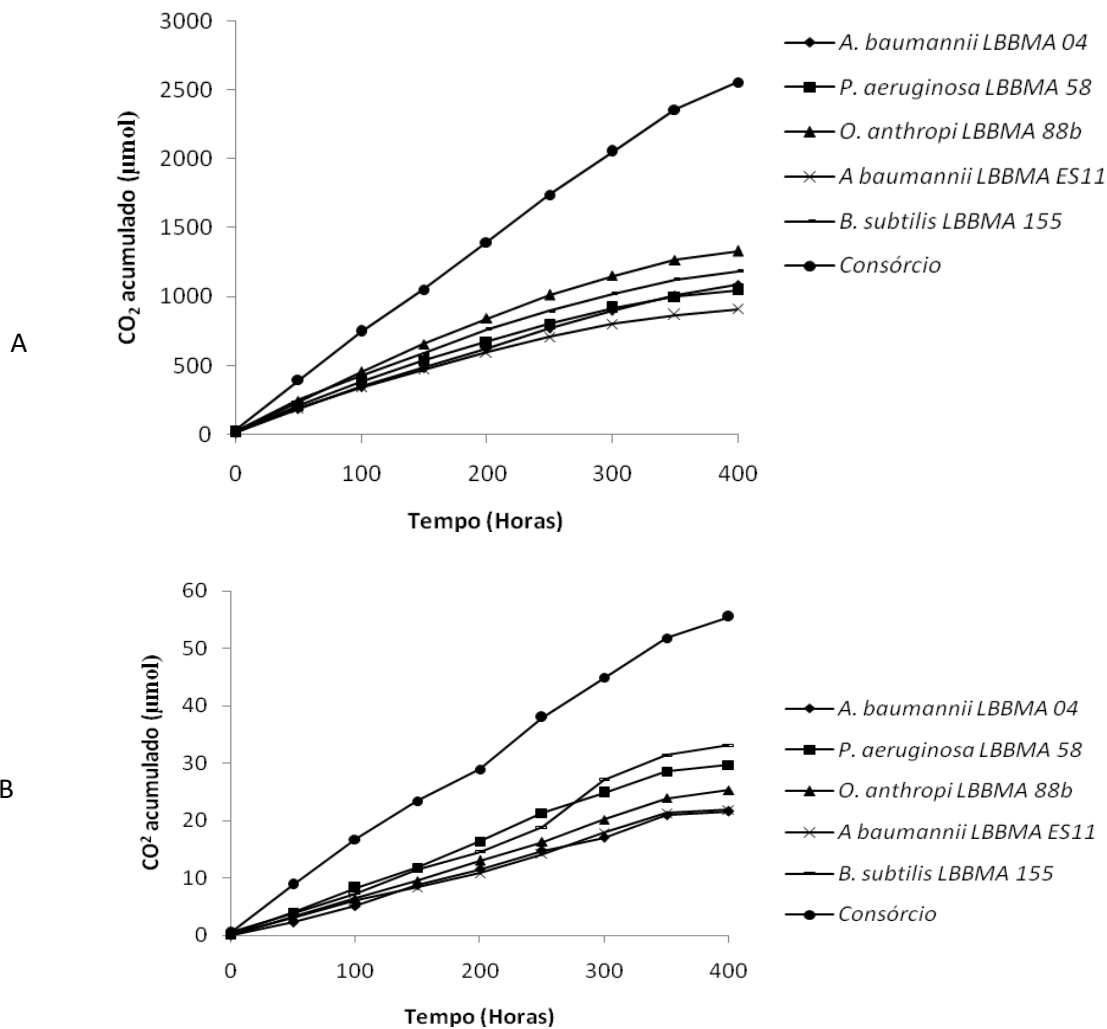 A
CO₂ acumulado (µmol)
3000
2500
2000
1500
1000
500
0
0 100 200 300 400
Tempo (Horas)
A. baumannii LBBMA 04
P. aeruginosa LBBMA 58
O. anthropi LBBMA 88b
A baumannii LBBMA ES11
B. subtilis LBBMA 155
Consórcio
B
CO² acumulado (µmol)
60
50
40
30
20
10
0
0 100 200 300 400
Tempo (Horas)
A. baumannii LBBMA 04
P. aeruginosa LBBMA 58
O. anthropi LBBMA 88b
A baumannii LBBMA ES11
B. subtilis LBBMA 155
Consórcio